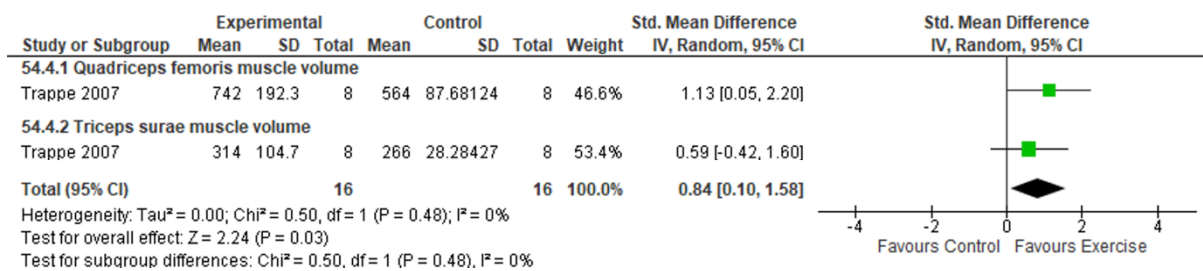 Experimental Control Std. Mean Difference Std. Mean Difference
Study or Subgroup Mean SD Total Mean SD Total Weight IV, Random, 95% CI IV, Random, 95% CI
54.4.1 Quadriceps femoris muscle volume
Trappe 2007 742 192.3 8 564 87.68124 8 46.6% 1.13 [0.05, 2.20]
54.4.2 Triceps surae muscle volume
Trappe 2007 314 104.7 8 266 28.28427 8 53.4% 0.59 [-0.42, 1.60]
Total (95% CI) 16 16 100.0% 0.84 [0.10, 1.58]
Heterogeneity: Tau² = 0.00; Chi² = 0.50, df = 1 (P = 0.48); I² = 0%
Test for overall effect: Z = 2.24 (P = 0.03)
Test for subgroup differences: Chi² = 0.50, df = 1 (P = 0.48), I² = 0%
-4 -2 0 2 4
Favours Control Favours Exercise